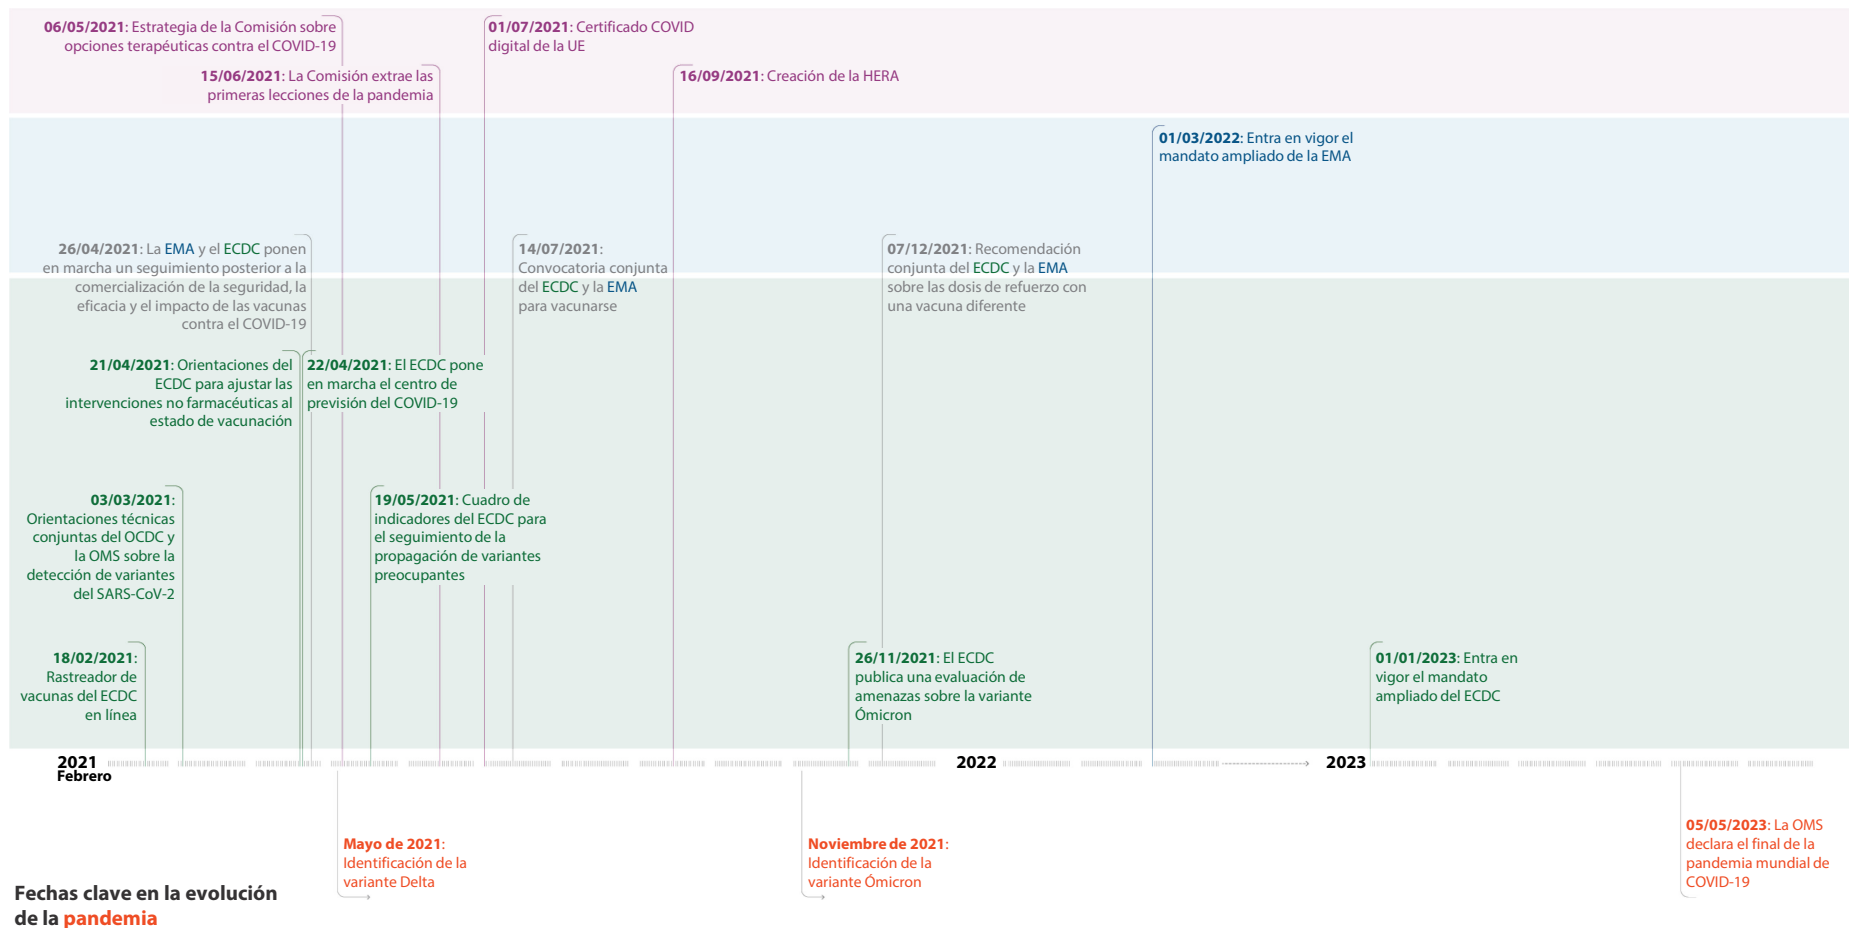 06/05/2021: Estrategia de la Comisión sobre
opciones terapéuticas contra el COVID-19
01/07/2021: Certificado COVID
digital de la UE
15/06/2021: La Comisión extrae las
primeras lecciones de la pandemia
16/09/2021: Creación de la HERA
01/03/2022: Entra en vigor el
mandato ampliado de la EMA
26/04/2021: La EMA y el ECDC ponen
en marcha un seguimiento posterior a la
comercialización de la seguridad, la
eficacia y el impacto de las vacunas
contra el COVID-19
14/07/2021:
Convocatoria conjunta
del ECDC y la EMA
para vacunarse
07/12/2021: Recomendación
conjunta del ECDC y la EMA
sobre las dosis de refuerzo con
una vacuna diferente
21/04/2021: Orientaciones del
ECDC para ajustar las
intervenciones no farmacéuticas al
estado de vacunación
22/04/2021: El ECDC pone
en marcha el centro de
previsión del COVID-19
03/03/2021:
Orientaciones técnicas
conjuntas del OCDC y
la OMS sobre la
detección de variantes
del SARS-CoV-2
19/05/2021: Cuadro de
indicadores del ECDC para
el seguimiento de la
propagación de variantes
preocupantes
18/02/2021:
Rastreador de
vacunas del ECDC
en línea
26/11/2021: El ECDC
publica una evaluación de
amenazas sobre la variante
Ómicron
01/01/2023: Entra en
vigor el mandato
ampliado del ECDC
2021
Febrero
2022
2023
Mayo de 2021:
Identificación de la
variante Delta
Noviembre de 2021:
Identificación de la
variante Ómicron
05/05/2023: La OMS
declara el final de la
pandemia mundial de
COVID-19
Fechas clave en la evolución
de la pandemia